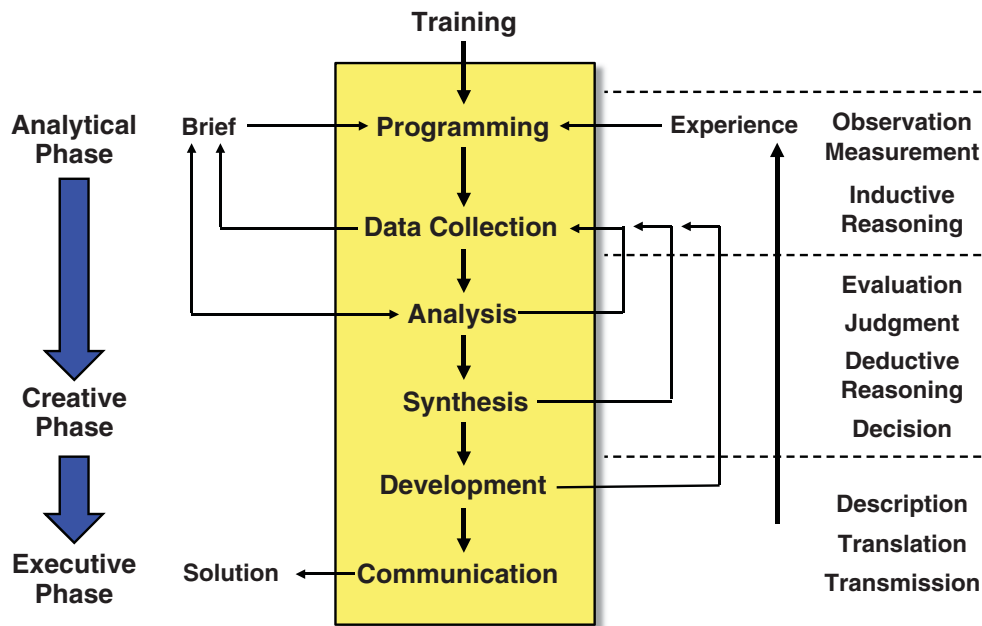 Training
Analytical
Phase
Brief
Programming
Experience
Observation
Measurement
Inductive
Reasoning
Data Collection
Analysis
Evaluation
Judgment
Deductive
Reasoning
Decision
Creative
Phase
Synthesis
Development
Description
Translation
Transmission
Executive
Phase
Solution
Communication